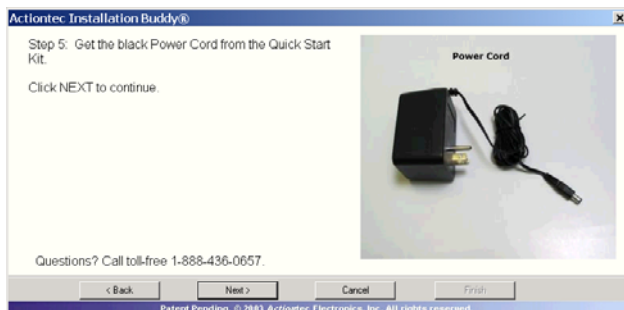 Actiontec Installation Buddy®
Step 5: Get the black Power Cord from the Quick Start
Kit.
Click NEXT to continue.
Power Cord
Questions? Call toll-free 1-888-436-0657.
< Back
Next >
Cancel
Finish
Patent Pending. © 2003 Actiontec Electronics, Inc. All rights reserved.